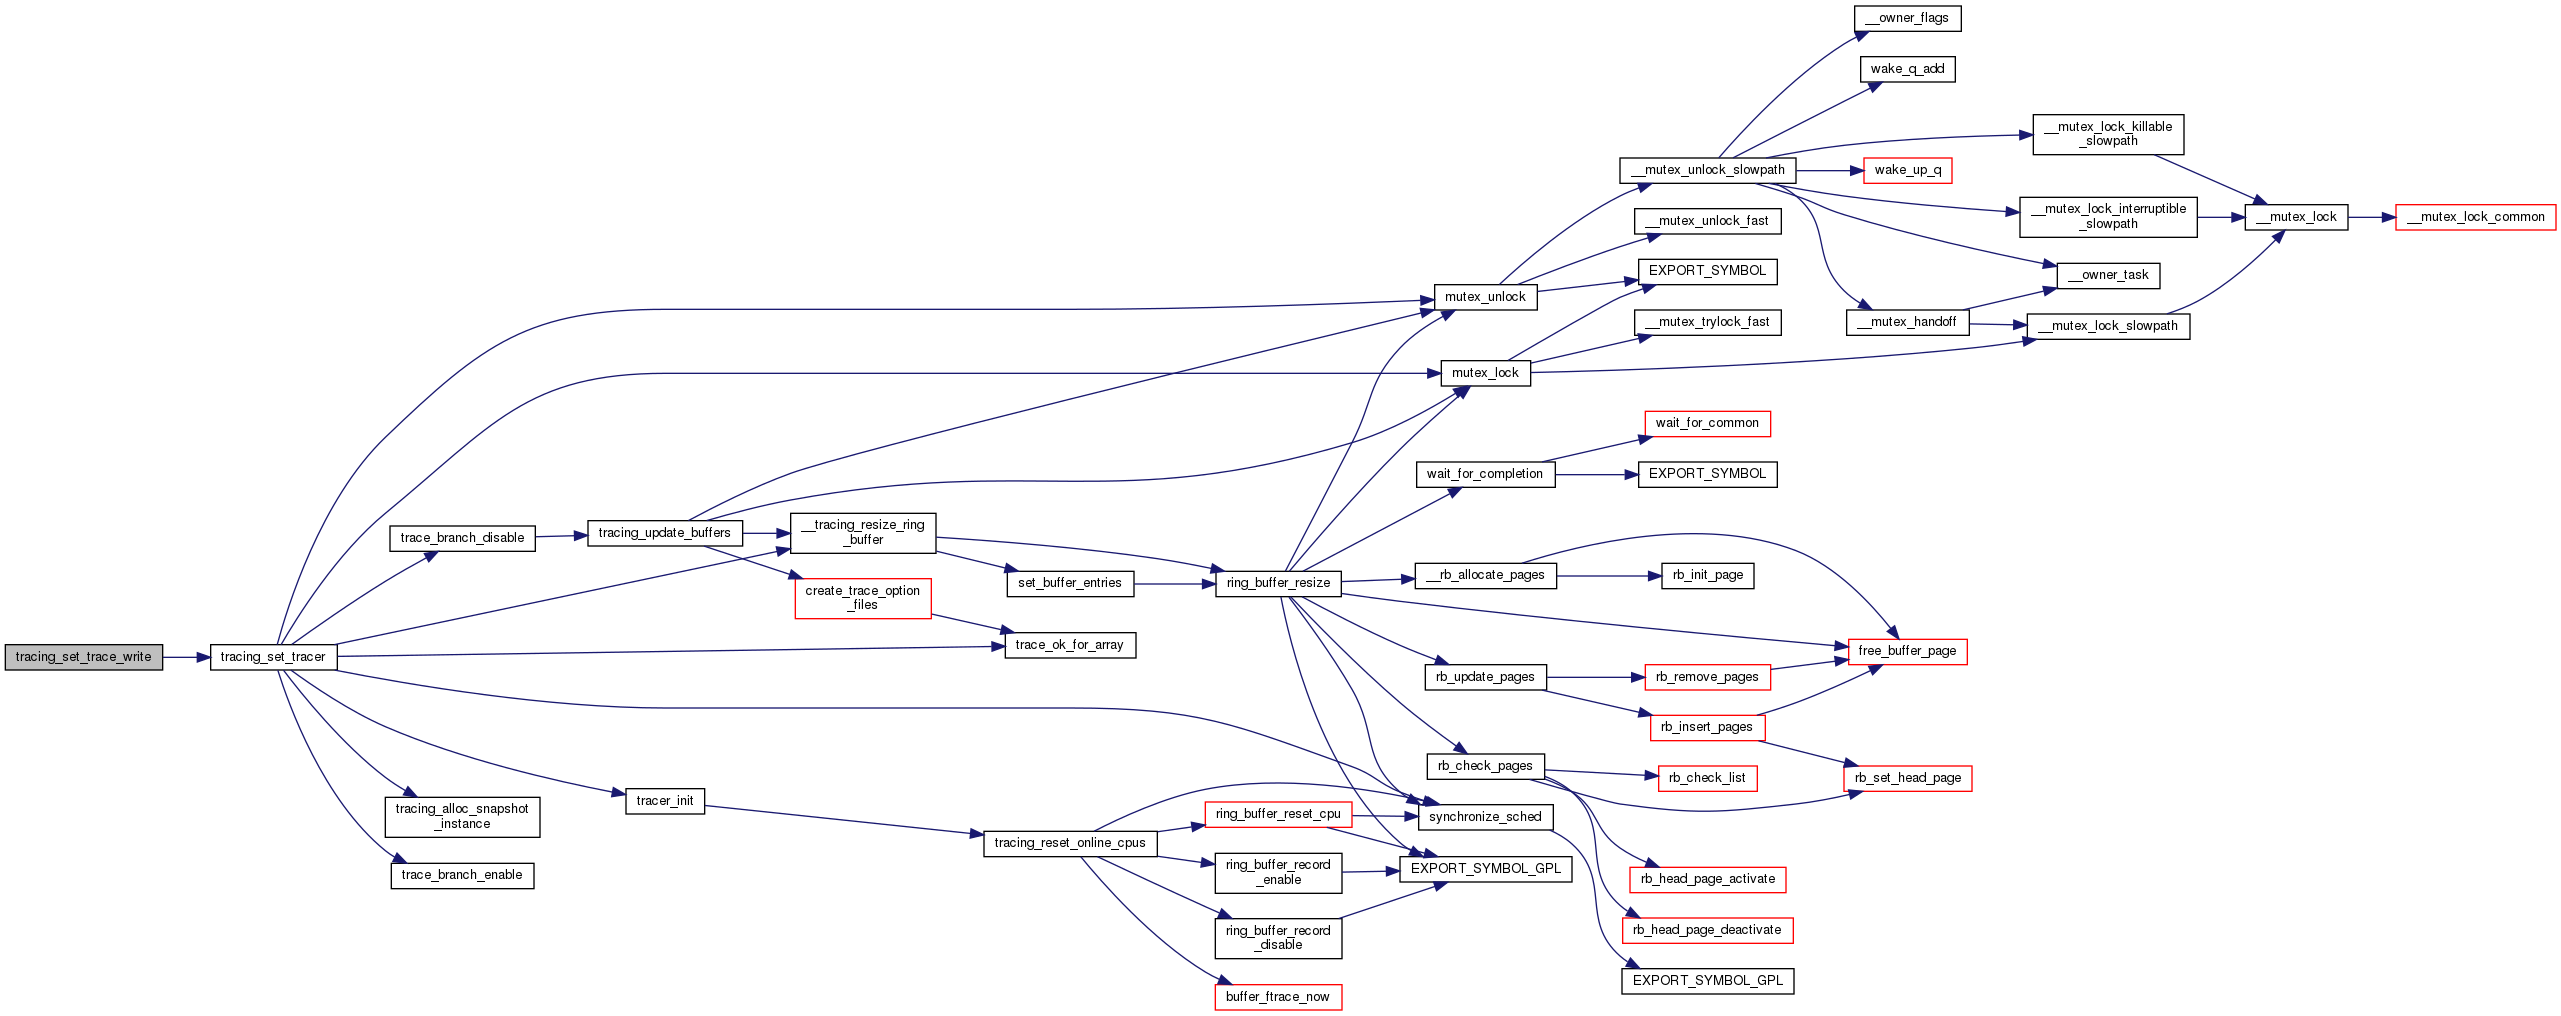 __owner_flags
wake_q_add
__mutex_lock_killable
_slowpath
__mutex_unlock_slowpath
wake_up_q
__mutex_lock_interruptible
_slowpath
__mutex_lock
__mutex_lock_common
__mutex_unlock_fast
EXPORT_SYMBOL
__owner_task
mutex_unlock
__mutex_trylock_fast
__mutex_handoff
__mutex_lock_slowpath
mutex_lock
wait_for_common
wait_for_completion
EXPORT_SYMBOL
trace_branch_disable
tracing_update_buffers
__tracing_resize_ring
_buffer
create_trace_option
_files
set_buffer_entries
ring_buffer_resize
__rb_allocate_pages
rb_init_page
tracing_set_trace_write
tracing_set_tracer
trace_ok_for_array
free_buffer_page
rb_update_pages
rb_remove_pages
rb_insert_pages
rb_check_pages
rb_check_list
rb_set_head_page
tracing_alloc_snapshot
_instance
tracer_init
trace_branch_enable
tracing_reset_online_cpus
ring_buffer_reset_cpu
synchronize_sched
ring_buffer_record
_enable
EXPORT_SYMBOL_GPL
rb_head_page_activate
ring_buffer_record
_disable
rb_head_page_deactivate
buffer_ftrace_now
EXPORT_SYMBOL_GPL